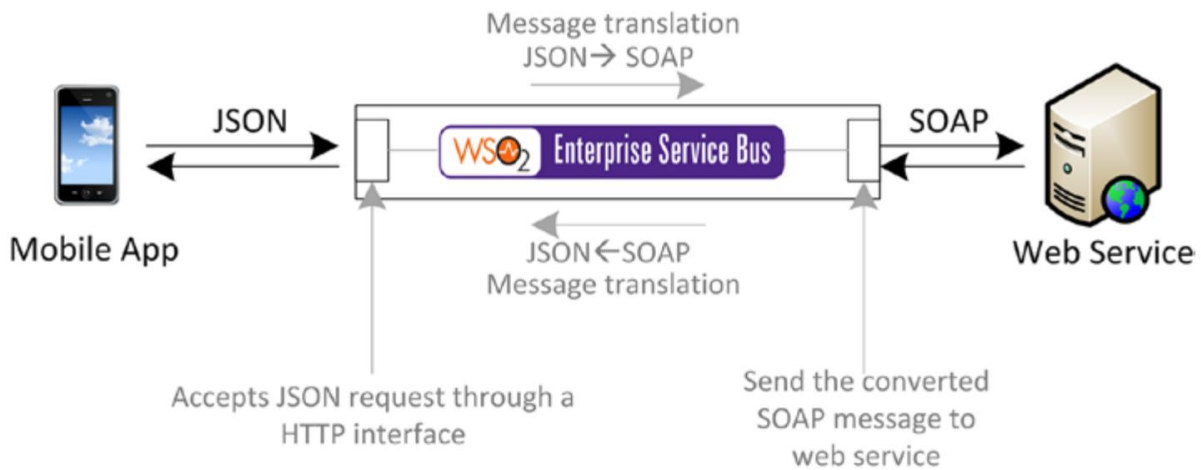 Message translation
JSON→ SOAP
JSON
WSO2 Enterprise Service Bus
SOAP
Mobile App
JSON←SOAP
Message translation
Web Service
Accepts JSON request through a
HTTP interface
Send the converted
SOAP message to
web service